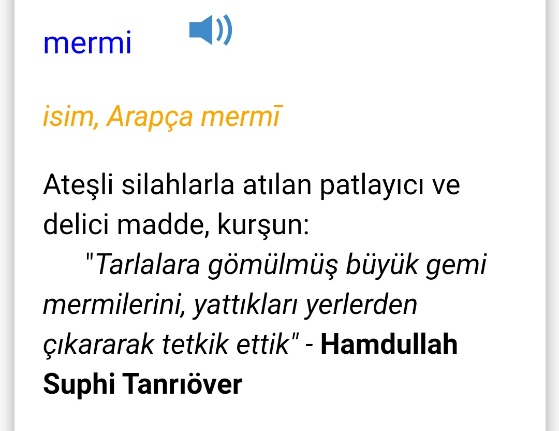 mermi
isim, Arapça mermī
Ateşli silahlarla atılan patlayıcı ve
delici madde, kurşun:
"Tarlalara gömülmüş büyük gemi
mermilerini, yattıkları yerlerden
çıkararak tetkik ettik" - Hamdullah
Suphi Tanrıöver